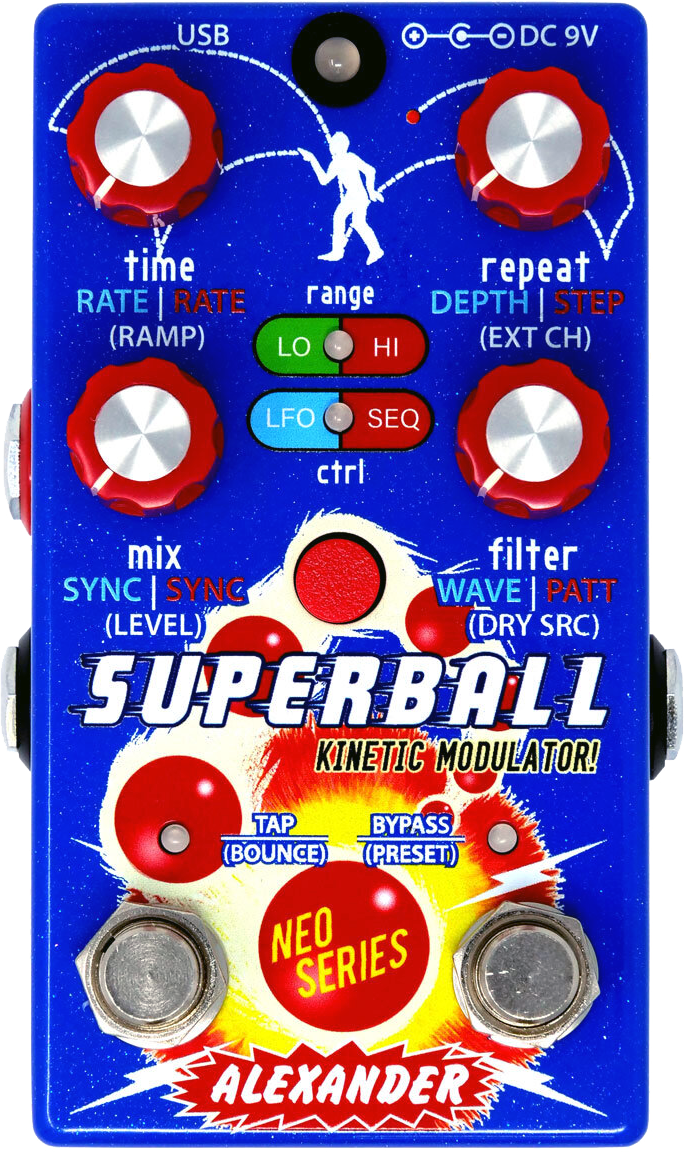 USB
DC 9V
time
RATE | RATE
(RAMP)
range
LO HI
repeat
DEPTH | STEP
(EXT CH)
LFO SEQ
ctrl
mix
SYNC | SYNC
(LEVEL)
filter
WAVE | PATT
(DRY SRC)
SUPERBALL
KINETIC MODULATOR!
TAP
(BOUNCE)
BYPASS
(PRESET)
NEO
SERIES
ALEXANDER